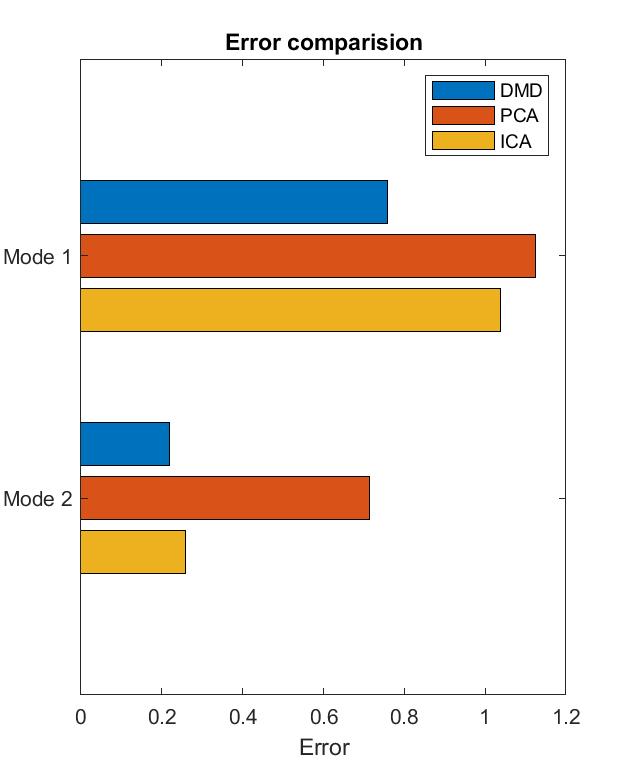 Error comparision
DMD
PCA
ICA
Mode 1
Mode 2
0 0.2 0.4 0.6 0.8 1 1.2
Error